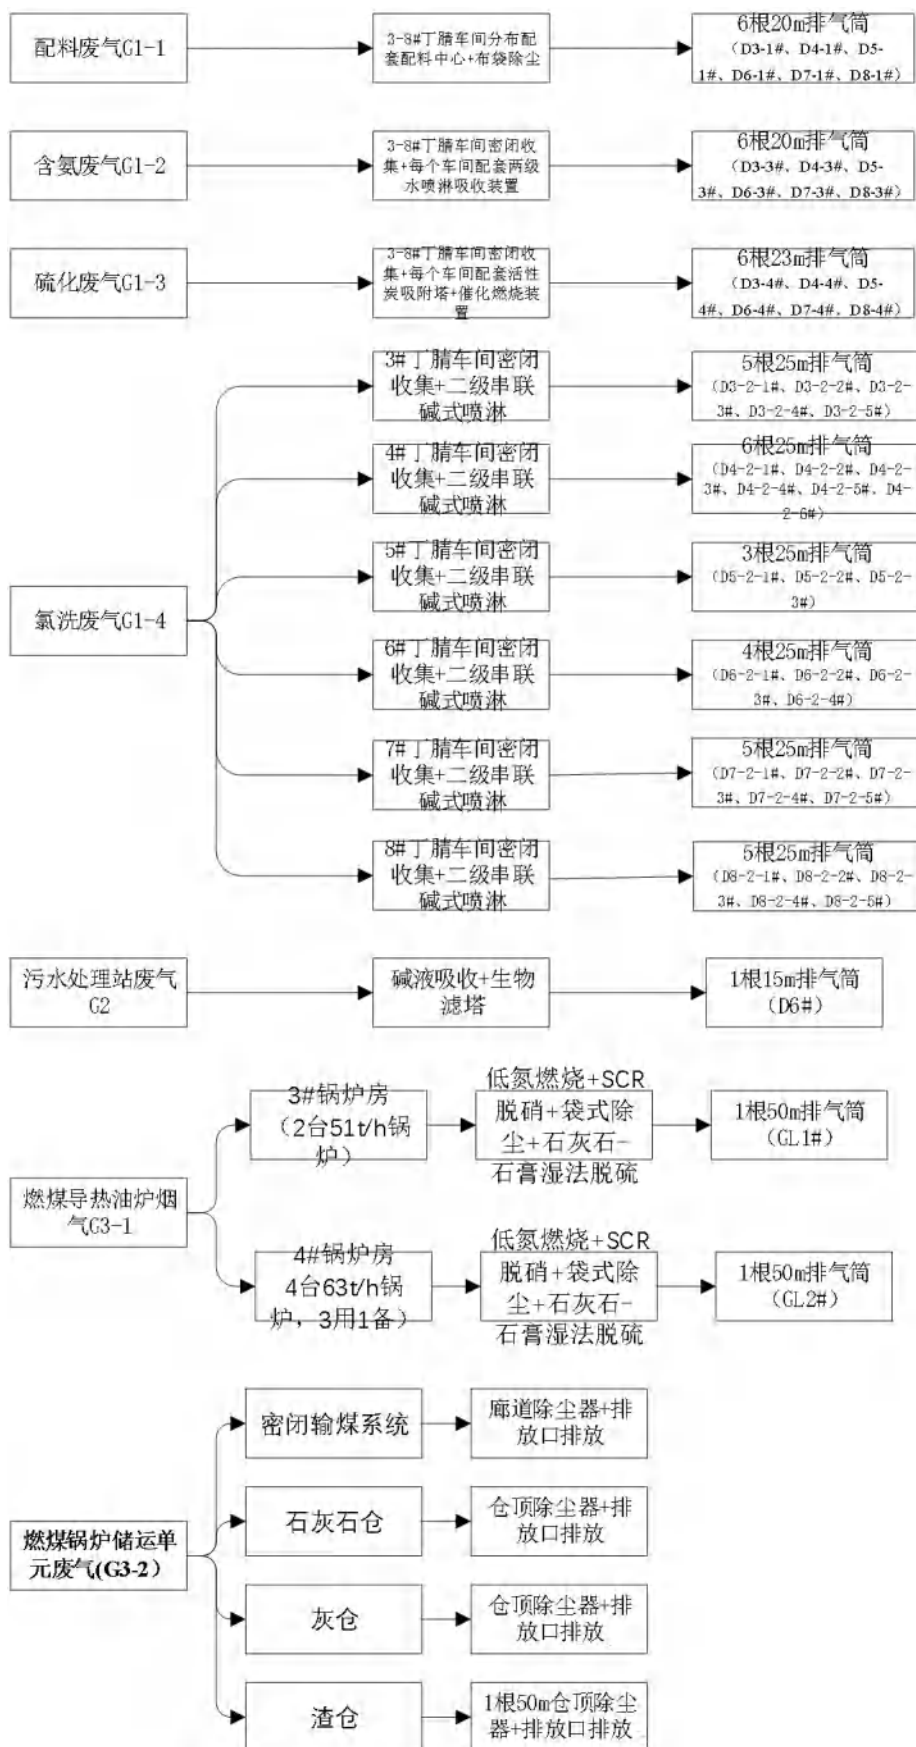 配料废气G1-1
3-8#丁腈车间分布配
套配料中心+布袋除尘
6根20m排气筒
（D3-1#、D4-1#、D5-
1#、D6-1#、D7-1#、D8-1#）
含氨废气G1-2
3-8#丁腈车间密闭收
集+每个车间配套两级
水喷淋吸收装置
6根20m排气筒
（D3-3#、D4-3#、D5-
3#、D6-3#、D7-3#、D8-3#）
硫化废气G1-3
3-8#丁腈车间密闭收
集+每个车间配套活性
炭吸附塔+催化燃烧装
置
6根23m排气筒
（D3-4#、D4-4#、D5-
4#、D6-4#、D7-4#、D8-4#）
氯洗废气G1-4
3#丁腈车间密闭
收集+二级串联
碱式喷淋
5根25m排气筒
（D3-2-1#、D3-2-2#、D3-2-
3#、D3-2-4#、D3-2-5#）
4#丁腈车间密闭
收集+二级串联
碱式喷淋
6根25m排气筒
（D4-2-1#、D4-2-2#、D4-2-
3#、D4-2-4#、D4-2-5#、D4-
2-6#）
5#丁腈车间密闭
收集+二级串联
碱式喷淋
3根25m排气筒
（D5-2-1#、D5-2-2#、D5-2-
3#）
6#丁腈车间密闭
收集+二级串联
碱式喷淋
4根25m排气筒
（D6-2-1#、D6-2-2#、D6-2-
3#、D6-2-4#）
7#丁腈车间密闭
收集+二级串联
碱式喷淋
5根25m排气筒
（D7-2-1#、D7-2-2#、D7-2-
3#、D7-2-4#、D7-2-5#）
8#丁腈车间密闭
收集+二级串联
碱式喷淋
5根25m排气筒
（D8-2-1#、D8-2-2#、D8-2-
3#、D8-2-4#、D8-2-5#）
污水处理站废气
G2
碱液吸收+生物
滤塔
1根15m排气筒
（D6#）
燃煤导热油炉烟
气G3-1
3#锅炉房
（2台51t/h锅
炉）
低氮燃烧+SCR
脱硝+袋式除
尘+石灰石-
石膏湿法脱硫
1根50m排气筒
（GL1#）
4#锅炉房
4台63t/h锅
炉，3用1备）
低氮燃烧+SCR
脱硝+袋式除
尘+石灰石-
石膏湿法脱硫
1根50m排气筒
（GL2#）
燃煤锅炉储运单
元废气(G3-2）
密闭输煤系统
廊道除尘器+排
放口排放
石灰石仓
仓顶除尘器+排
放口排放
灰仓
仓顶除尘器+排
放口排放
渣仓
1根50m仓顶除尘
器+排放口排放